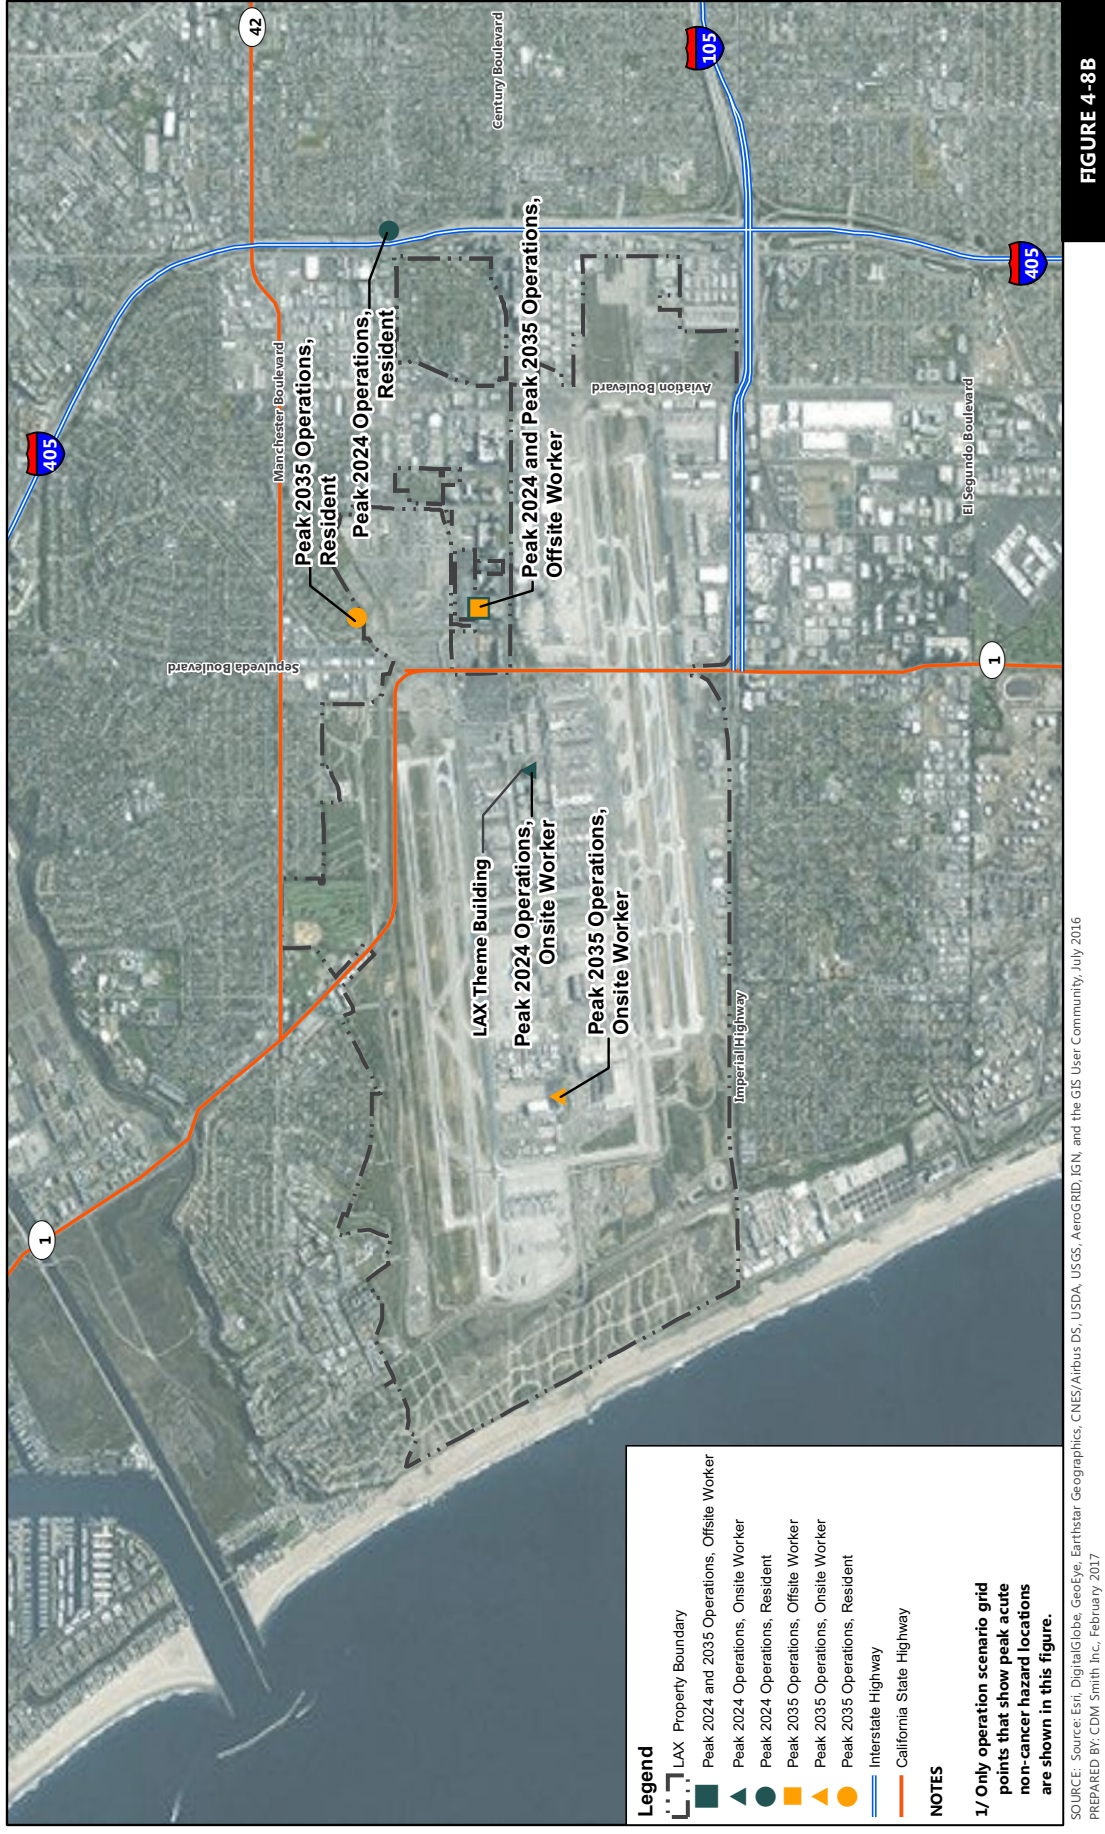 42
405
1
105
405
1
Manchester Boulevard
Century Boulevard
Sepulveda Boulevard
Aviation Boulevard
El Segundo Boulevard
Imperial Highway
Peak 2035 Operations,
Resident
Peak 2024 Operations,
Resident
Peak 2024 and Peak 2035 Operations,
Offsite Worker
LAX Theme Building
Peak 2024 Operations,
Onsite Worker
Peak 2035 Operations,
Onsite Worker
Legend
LAX Property Boundary
Peak 2024 and 2035 Operations, Offsite Worker
Peak 2024 Operations, Onsite Worker
Peak 2024 Operations, Resident
Peak 2035 Operations, Offsite Worker
Peak 2035 Operations, Onsite Worker
Peak 2035 Operations, Resident
Interstate Highway
California State Highway
NOTES
1/ Only operation scenario grid
points that show peak acute
non-cancer hazard locations
are shown in this figure.
SOURCE: Source: Esri, DigitalGlobe, GeoEye, Earthstar Geographics, CNES/Airbus DS, USDA, USGS, AeroGRID, IGN, and the GIS User Community, July 2016
PREPARED BY: CDM Smith Inc., February 2017
FIGURE 4-8B